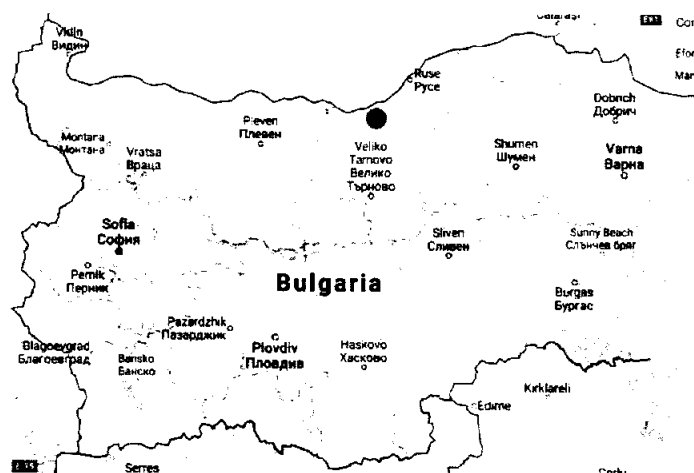 Vidin
Видин
Ruse
Русе
Dobrich
Добрич
Pleven
Плевен
Montana
Монтана
Vratsa
Враца
Veliko
Tarnovo
Велико
Търново
Shumen
Шумен
Varna
Варна
Sofia
София
Sliven
Сливен
Sunny Beach
Слънчев бряг
Pernik
Перник
Bulgaria
Burgas
Бургас
Pazardzhik
Пазарджик
Plovdiv
Пловдив
Haskovo
Хасково
Blagoevgrad
Благоевград
Bansko
Банско
Kırklareli
Edirne
Serres